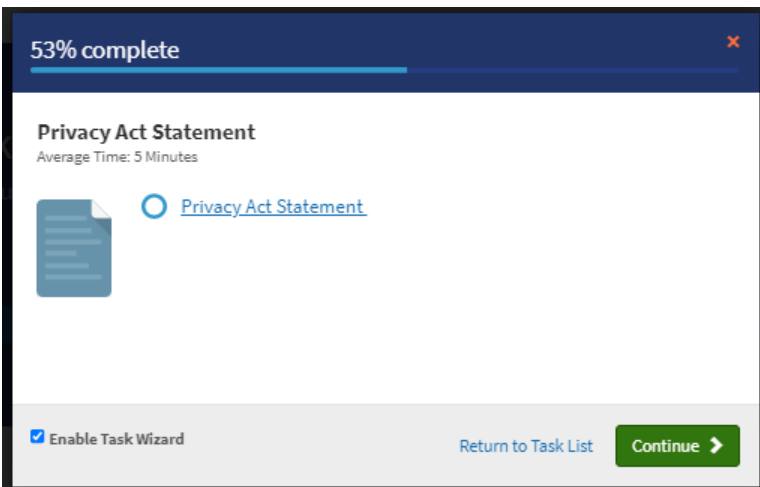 53% complete
Privacy Act Statement
Average Time: 5 Minutes
Privacy Act Statement
Enable Task Wizard
Return to Task List
Continue